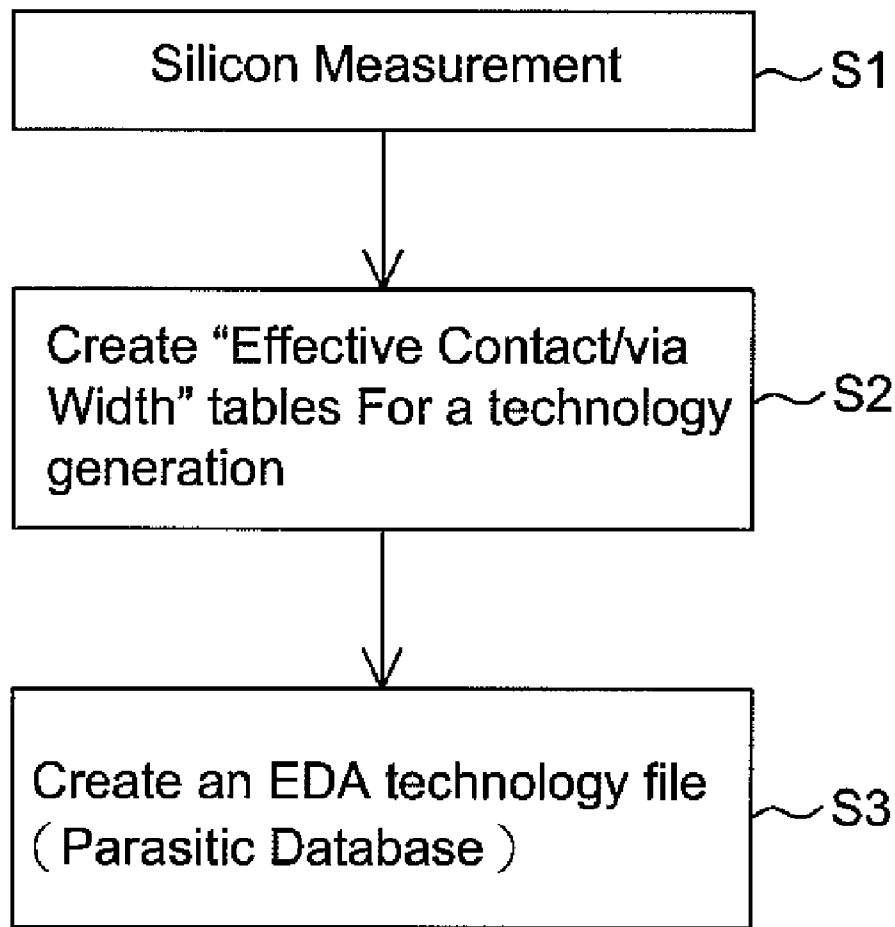 Silicon Measurement
S1
Create “Effective Contact/via
Width” tables For a technology
generation
S2
Create an EDA technology file
(Parasitic Database)
S3